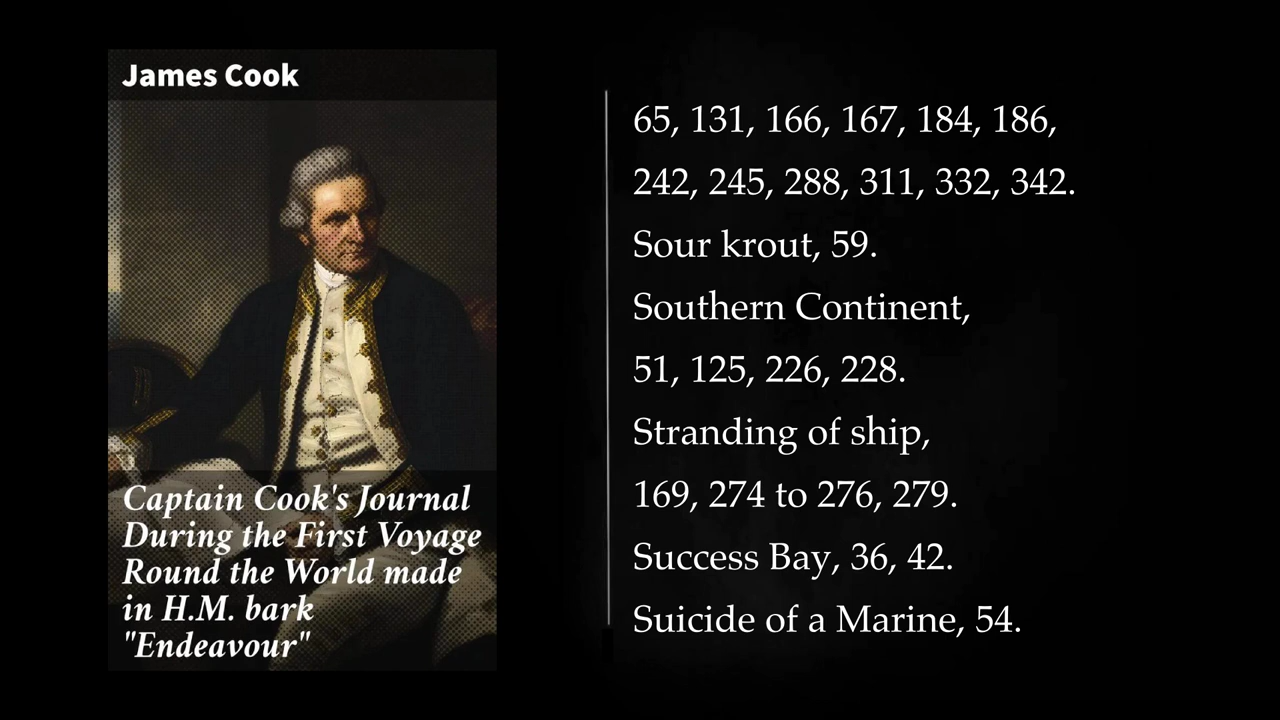 James Cook
Captain Cook's Journal
During the First Voyage
Round the World made
in H.M. bark
"Endeavour"
65, 131, 166, 167, 184, 186,
242, 245, 288, 311, 332, 342.
Sour krout, 59.
Southern Continent,
51, 125, 226, 228.
Stranding of ship,
169, 274 to 276, 279.
Success Bay, 36, 42.
Suicide of a Marine, 54.